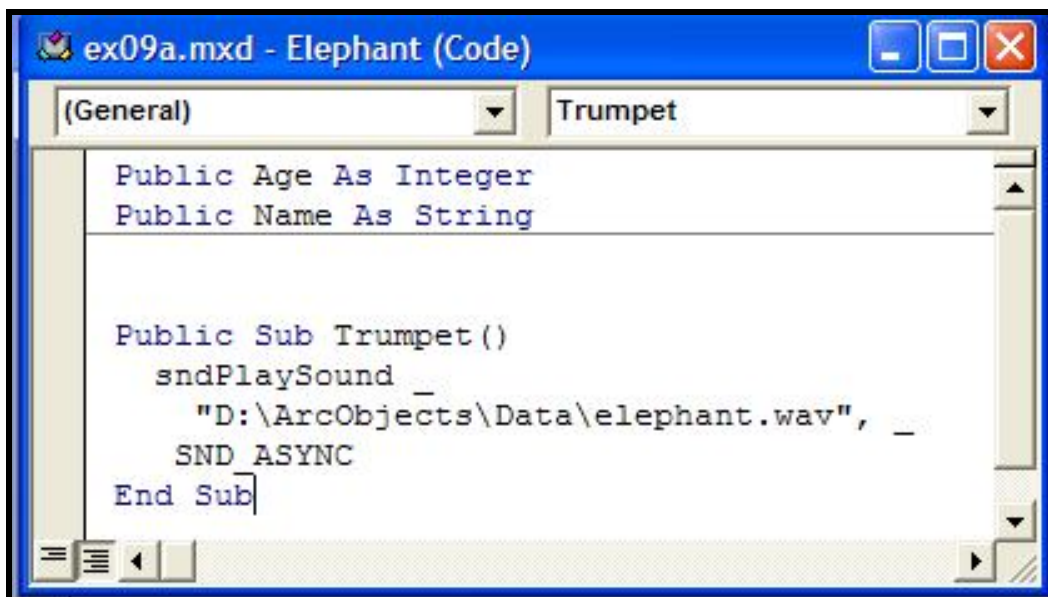 ex09a.mxd - Elephant (Code)
(General) Trumpet
Public Age As Integer
Public Name As String
Public Sub Trumpet()
sndPlaySound _
"D:\ArcObjects\Data\elephant.wav", _
SND_ASYNC
End Sub